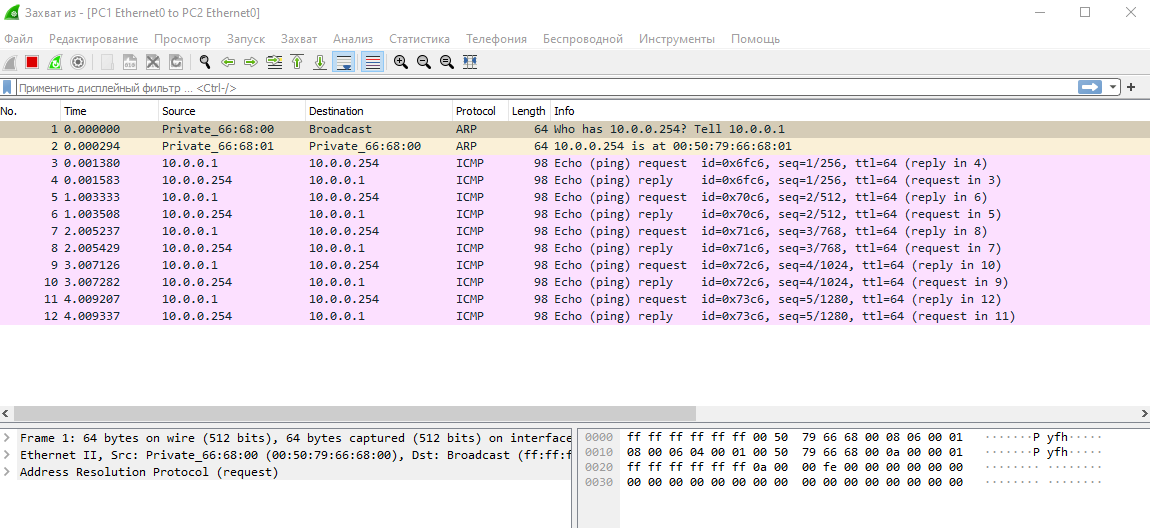 Захват из - [PC1 Ethernet0 to PC2 Ethernet0]
Файл Редактирование Просмотр Запуск Захват Анализ Статистика Телефония Беспроводной Инструменты Помощь
Применить дисплейный фильтр ... <Ctrl-/>
No. Time Source Destination Protocol Length Info
1 0.000000 Private_66:68:00 Broadcast ARP 64 Who has 10.0.0.254? Tell 10.0.0.1
2 0.000294 Private_66:68:01 Private_66:68:00 ARP 64 10.0.0.254 is at 00:50:79:66:68:01
3 0.001380 10.0.0.1 10.0.0.254 ICMP 98 Echo (ping) request id=0x6fc6, seq=1/256, ttl=64 (reply in 4)
4 0.001583 10.0.0.254 10.0.0.1 ICMP 98 Echo (ping) reply id=0x6fc6, seq=1/256, ttl=64 (request in 3)
5 1.003333 10.0.0.1 10.0.0.254 ICMP 98 Echo (ping) request id=0x70c6, seq=2/512, ttl=64 (reply in 6)
6 1.003508 10.0.0.254 10.0.0.1 ICMP 98 Echo (ping) reply id=0x70c6, seq=2/512, ttl=64 (request in 5)
7 2.005237 10.0.0.1 10.0.0.254 ICMP 98 Echo (ping) request id=0x71c6, seq=3/768, ttl=64 (reply in 8)
8 2.005429 10.0.0.254 10.0.0.1 ICMP 98 Echo (ping) reply id=0x71c6, seq=3/768, ttl=64 (request in 7)
9 3.007126 10.0.0.1 10.0.0.254 ICMP 98 Echo (ping) request id=0x72c6, seq=4/1024, ttl=64 (reply in 10)
10 3.007282 10.0.0.254 10.0.0.1 ICMP 98 Echo (ping) reply id=0x72c6, seq=4/1024, ttl=64 (request in 9)
11 4.009207 10.0.0.1 10.0.0.254 ICMP 98 Echo (ping) request id=0x73c6, seq=5/1280, ttl=64 (reply in 12)
12 4.009337 10.0.0.254 10.0.0.1 ICMP 98 Echo (ping) reply id=0x73c6, seq=5/1280, ttl=64 (request in 11)
Frame 1: 64 bytes on wire (512 bits), 64 bytes captured (512 bits) on interface
Ethernet II, Src: Private_66:68:00 (00:50:79:66:68:00), Dst: Broadcast (ff:ff:f
Address Resolution Protocol (request)
0000 ff ff ff ff ff ff 00 50 79 66 68 00 08 06 00 01 ·······P yfh·····
0010 08 00 06 04 00 01 00 50 79 66 68 00 0a 00 00 01 ·······P yfh·····
0020 ff ff ff ff ff ff 0a 00 00 fe 00 00 00 00 00 00 ········ ········
0030 00 00 00 00 00 00 00 00 00 00 00 00 00 00 00 00 ········ ········